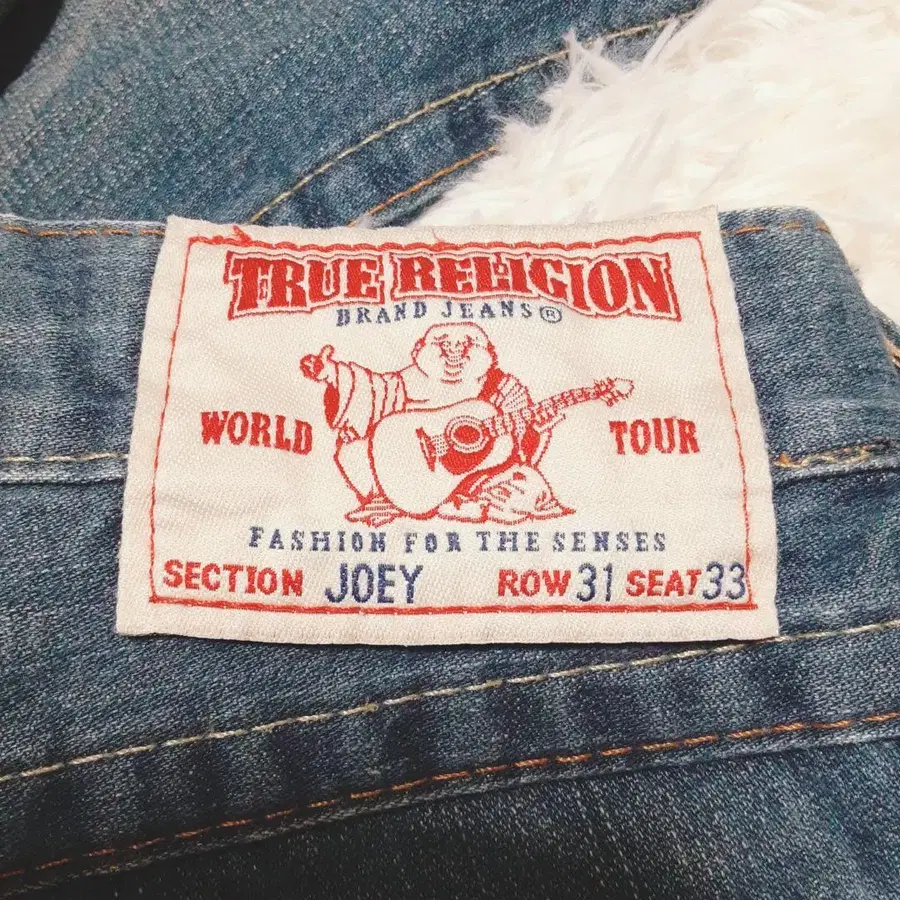 TRUE RELIGION
BRAND JEANS®
WORLD TOUR
FASHION FOR THE SENSES
SECTION JOEY ROW 31 SEAT 33